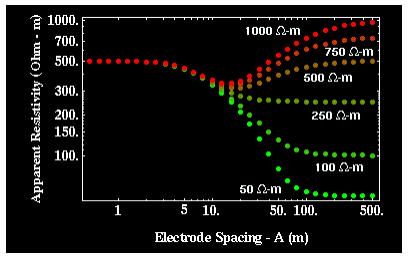 Apparent Resistivity (Ohm - m)
1000.
700.
500.
300.
200.
150.
100.
1000 Ω-m
750 Ω-m
500 Ω-m
250 Ω-m
100 Ω-m
50 Ω-m
1 5 10. 50. 100. 500.
Electrode Spacing - A (m)